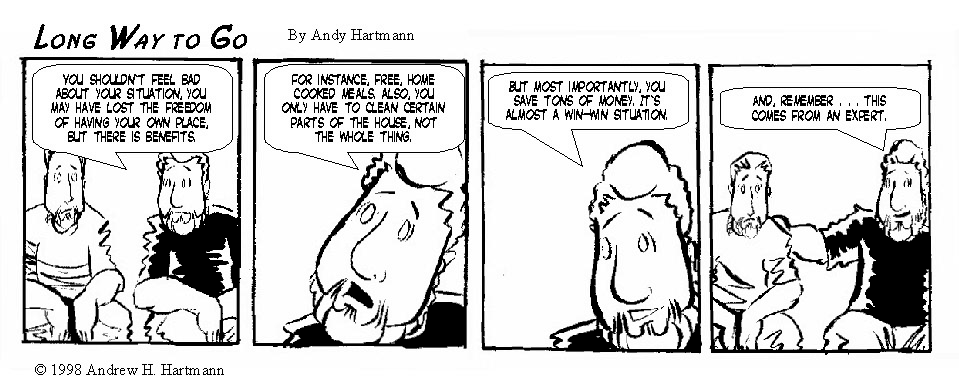 LONG WAY TO GO
By Andy Hartmann
YOU SHOULDN'T FEEL BAD
ABOUT YOUR SITUATION, YOU
MAY HAVE LOST THE FREEDOM
OF HAVING YOUR OWN PLACE,
BUT THERE IS BENEFITS.
FOR INSTANCE, FREE, HOME
COOKED MEALS. ALSO, YOU
ONLY HAVE TO CLEAN CERTAIN
PARTS OF THE HOUSE, NOT
THE WHOLE THING.
BUT MOST IMPORTANTLY, YOU
SAVE TONS OF MONEY. IT'S
ALMOST A WIN-WIN SITUATION.
AND, REMEMBER . . . THIS
COMES FROM AN EXPERT.
© 1998 Andrew H. Hartmann